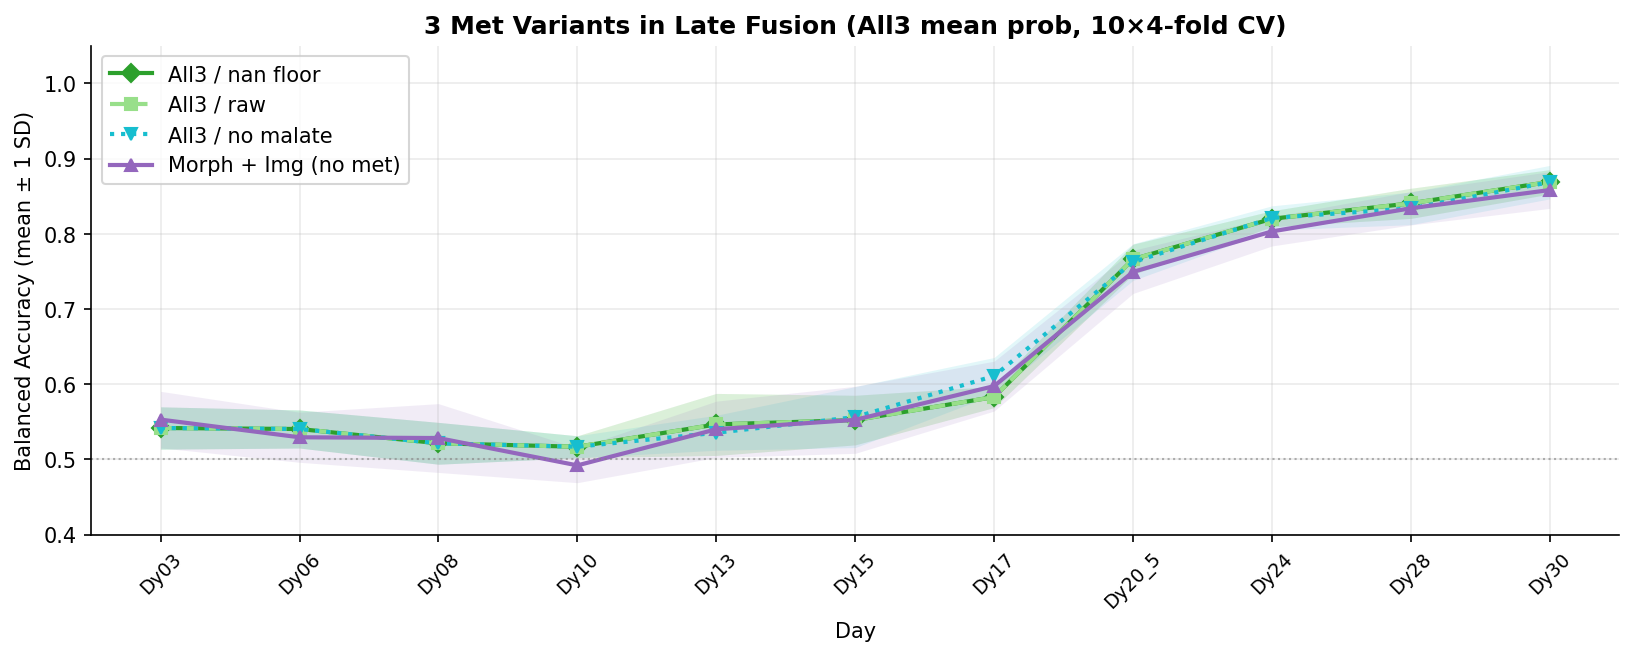 3 Met Variants in Late Fusion (All3 mean prob, 10×4-fold CV)
All3 / nan floor
All3 / raw
All3 / no malate
Morph + Img (no met)
Balanced Accuracy (mean ± 1 SD)
1.0
0.9
0.8
0.7
0.6
0.5
0.4
Dy03
Dy06
Dy08
Dy10
Dy13
Dy15
Dy17
Dy20_5
Dy24
Dy28
Dy30
Day